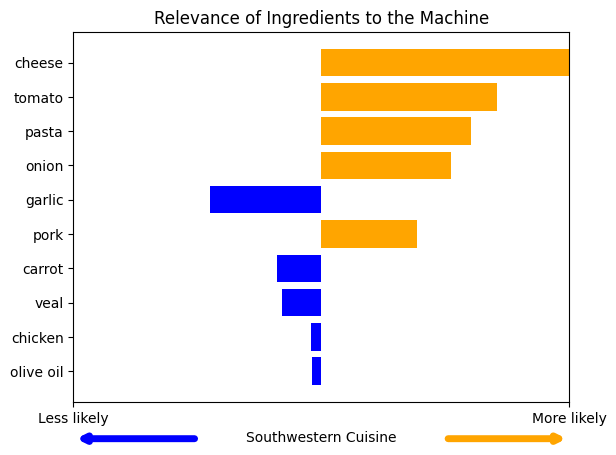 Relevance of Ingredients to the Machine
cheese
tomato
pasta
onion
garlic
pork
carrot
veal
chicken
olive oil
Less likely More likely
Southwestern Cuisine